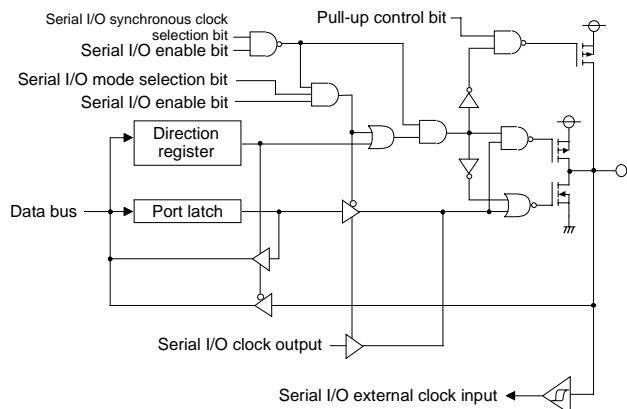 Serial I/O synchronous clock
selection bit
Serial I/O enable bit
Pull-up control bit
Serial I/O mode selection bit
Serial I/O enable bit
Direction
register
Data bus
Port latch
Serial I/O clock output
Serial I/O external clock input